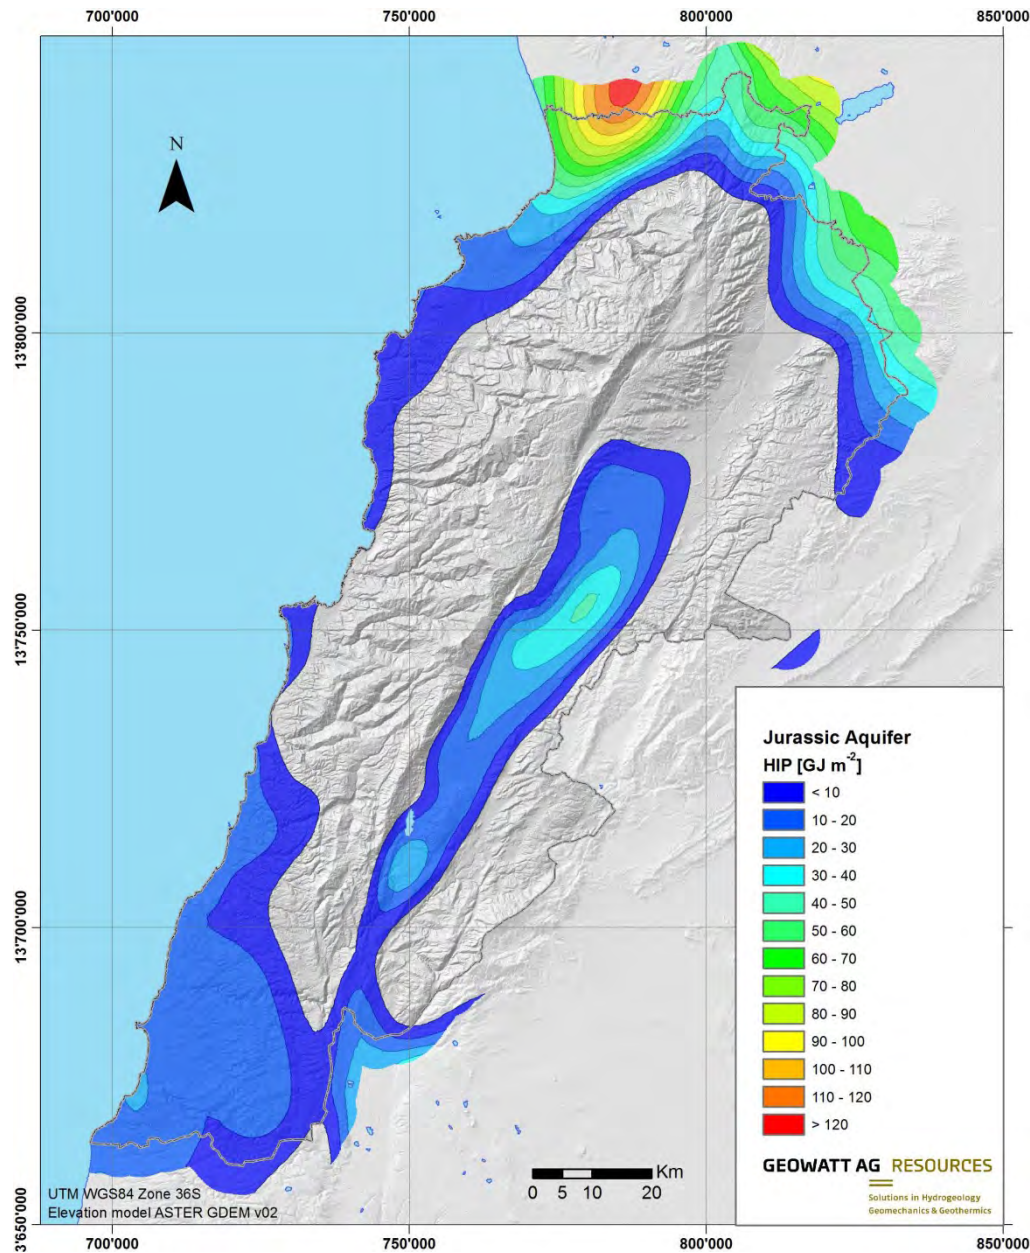 700'000
750'000
800'000
850'000
N
13'800'000
13'750'000
13'700'000
3'650'000
Jurassic Aquifer
HIP [GJ m⁻²]
< 10
10 - 20
20 - 30
30 - 40
40 - 50
50 - 60
60 - 70
70 - 80
80 - 90
90 - 100
100 - 110
110 - 120
> 120
GEOWATT AG RESOURCES
Solutions in Hydrogeology
Geomechanics & Geothermics
Km
0 5 10 20
UTM WGS84 Zone 36S
Elevation model ASTER GDEM v02
700'000
750'000
800'000
850'000